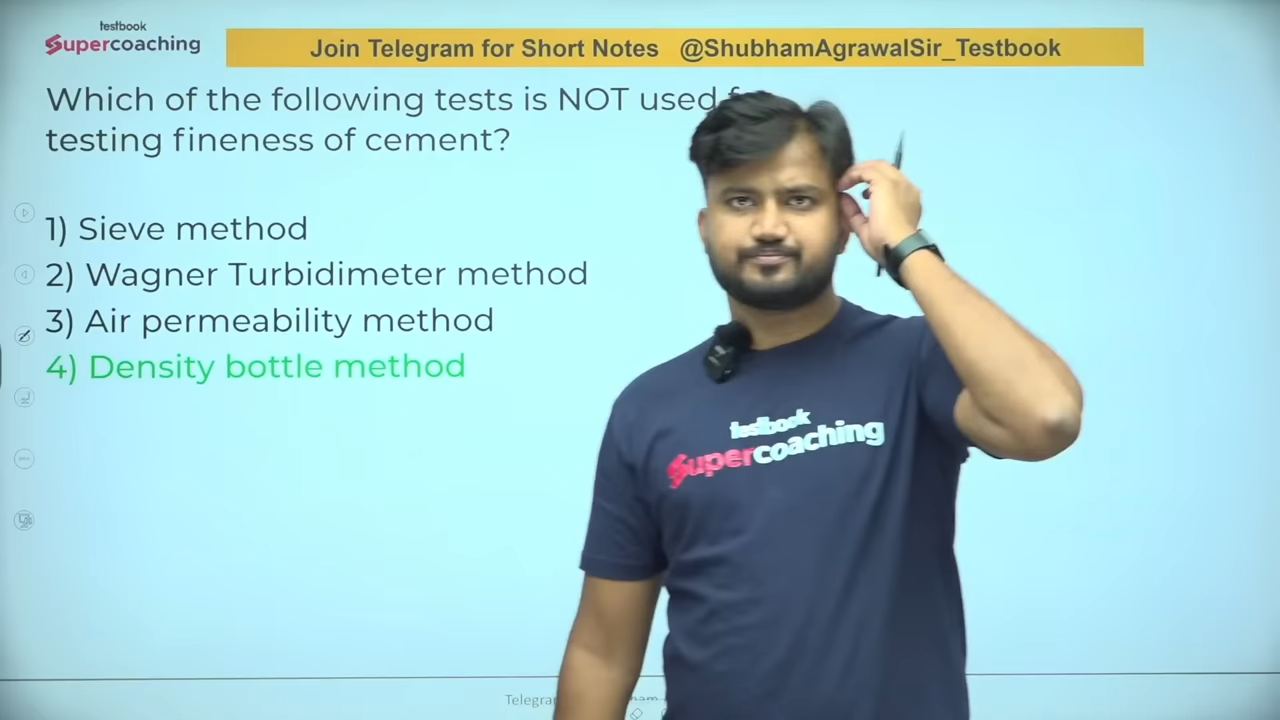 testbook
Supercoaching
Join Telegram for Short Notes @ShubhamAgrawalSir_Testbook
Which of the following tests is NOT used
testing fineness of cement?
1) Sieve method
2) Wagner Turbidimeter method
3) Air permeability method
4) Density bottle method
testbook
Supercoaching